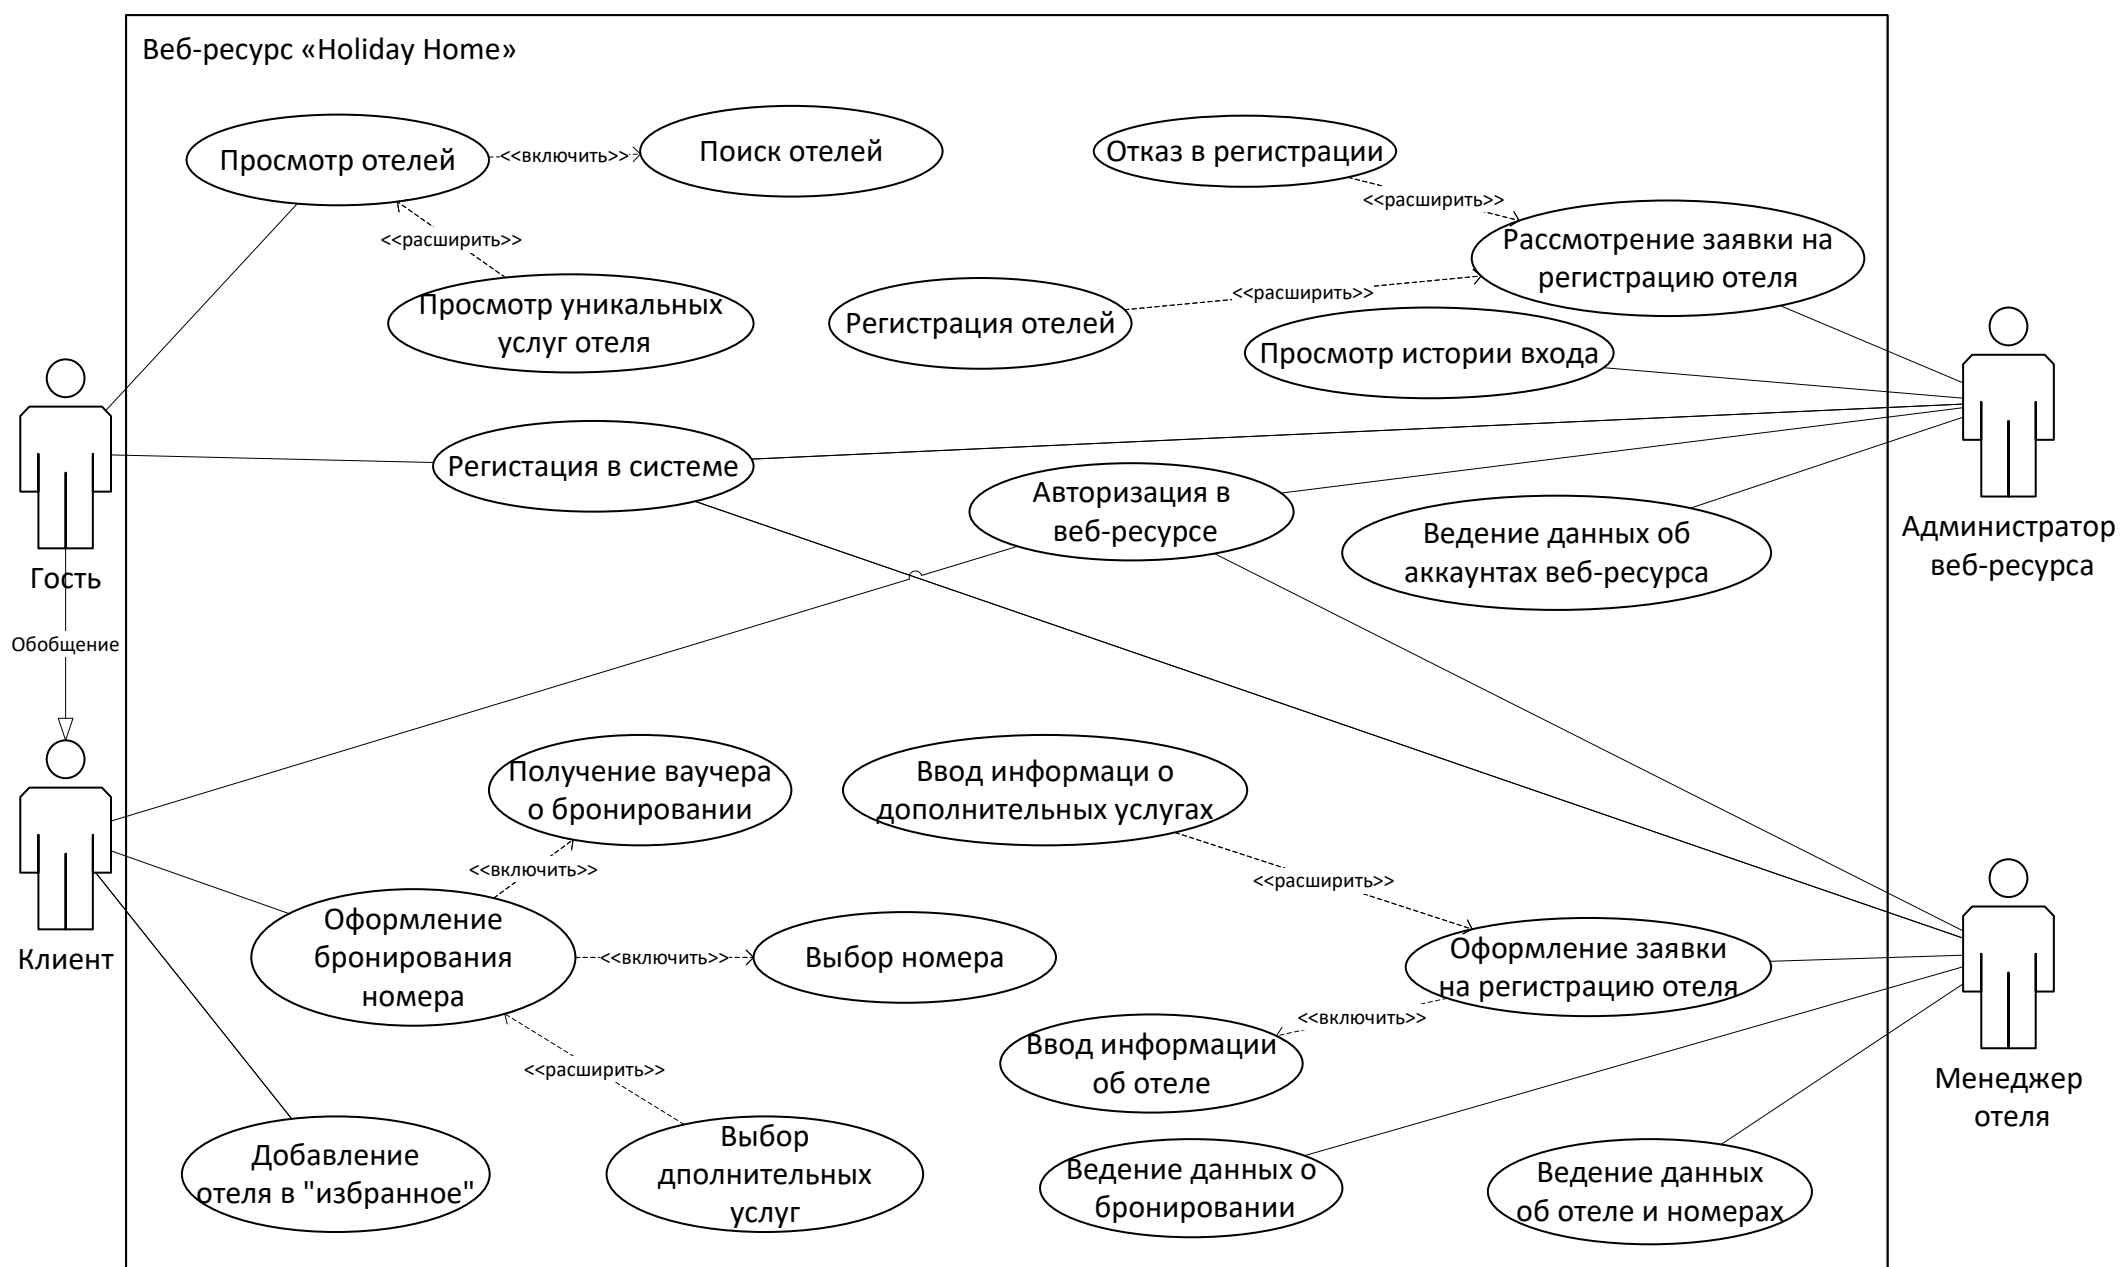 Веб-ресурс «Holiday Home»
Просмотр отелей
<<включить>>
Поиск отелей
Отказ в регистрации
<<расширить>>
<<расширить>>
Рассмотрение заявки на
регистрацию отеля
Просмотр уникальных
услуг отеля
Регистрация отелей
<<расширить>>
Просмотр истории входа
Регистация в системе
Авторизация в
веб-ресурсе
Ведение данных об
аккаунтах веб-ресурса
Администратор
веб-ресурса
Гость
Обобщение
Получение ваучера
о бронировании
Ввод информаци о
дополнительных услугах
<<включить>>
<<расширить>>
Клиент
Оформление
бронирования
номера
<<включить>>
Выбор номера
Оформление заявки
на регистрацию отеля
<<включить>>
Ввод информации
об отеле
<<расширить>>
Менеджер
отеля
Добавление
отеля в "избранное"
Выбор
дполнительных
услуг
Ведение данных о
бронировании
Ведение данных
об отеле и номерах